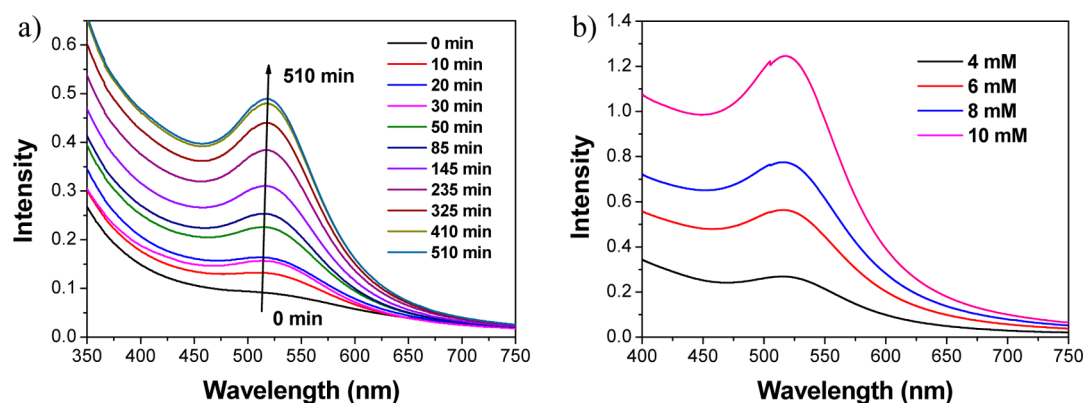 a)
0.6
0.5
0.4
0.3
0.2
0.1
0.0
Intensity
350 400 450 500 550 600 650 700 750
Wavelength (nm)
510 min
0 min
0 min
10 min
20 min
30 min
50 min
85 min
145 min
235 min
325 min
410 min
510 min
b)
1.4
1.2
1.0
0.8
0.6
0.4
0.2
0.0
Intensity
400 450 500 550 600 650 700 750
Wavelength (nm)
4 mM
6 mM
8 mM
10 mM